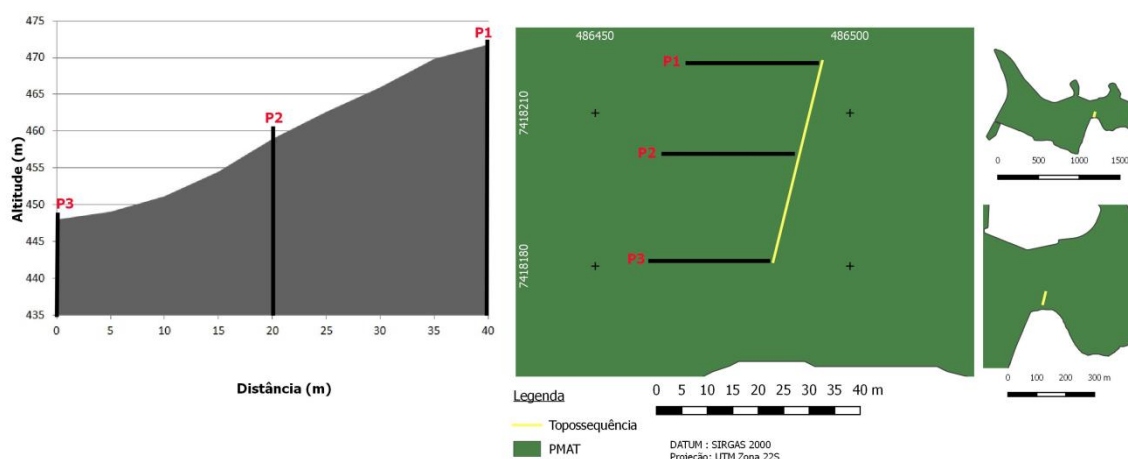 475
470
465
460
455
450
445
440
435
Altitude (m)
P1
P2
P3
0 5 10 15 20 25 30 35 40
Distância (m)
486450 486500
7418210
7418180
P1
P2
P3
Legenda
Topossequência
PMAT
0 5 10 15 20 25 30 35 40 m
DATUM : SIRGAS 2000
Projeção: UTM Zona 22S
0 500 1000 1500
0 100 200 300 m